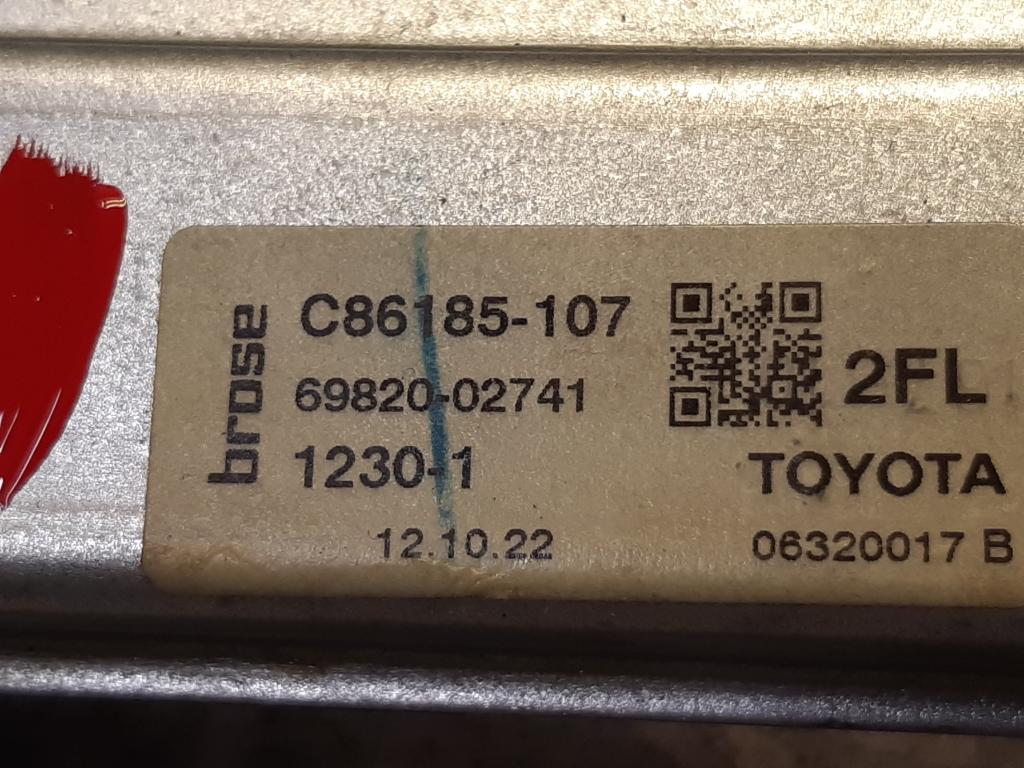 brose
C86185-107
69820-02741
1230-1
12.10.22
2FL
TOYOTA
06320017 B